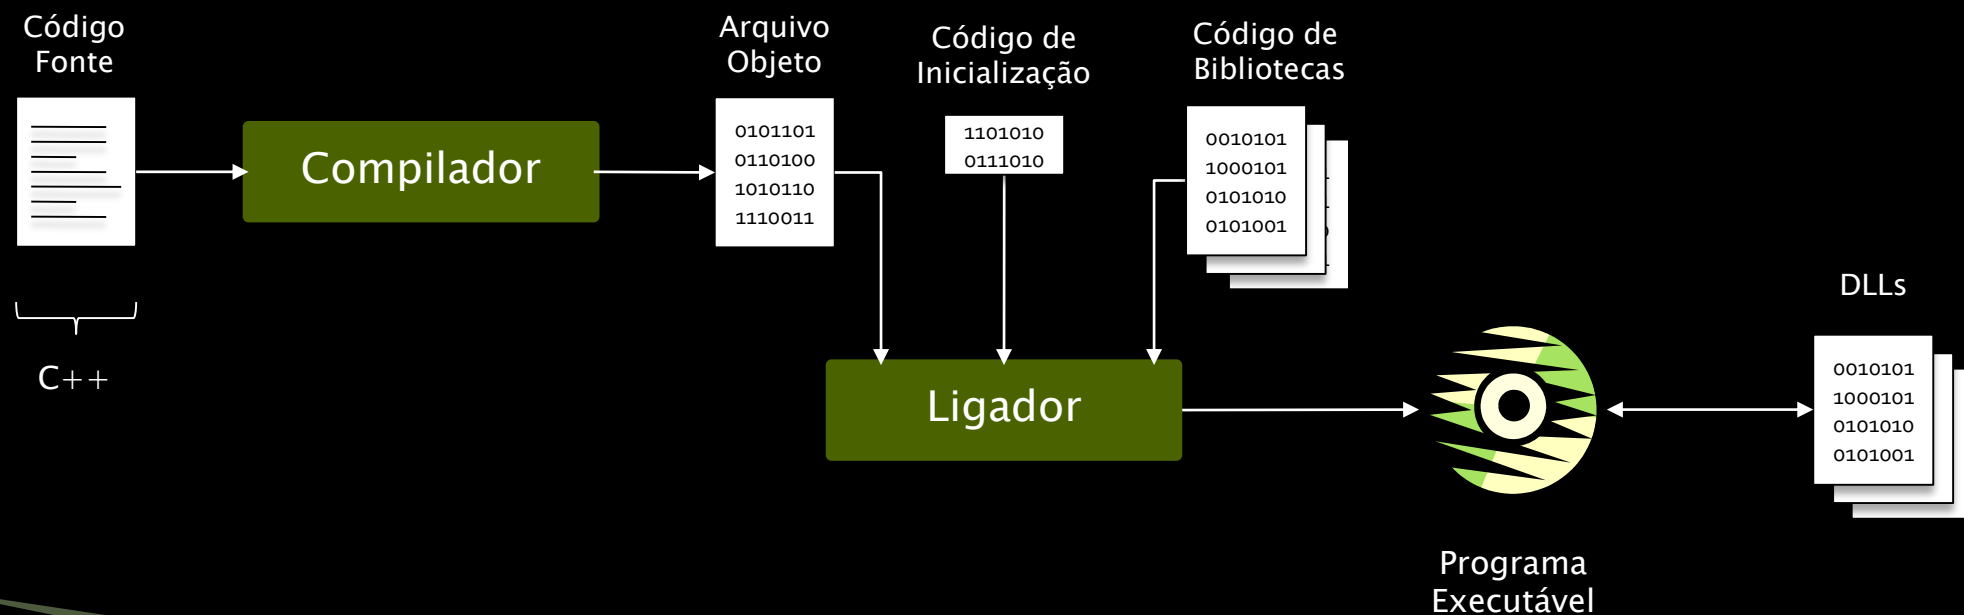 Código
Fonte
Arquivo
Objeto
Código de
Inicialização
Código de
Bibliotecas
Compilador
0101101
0110100
1010110
1110011
1101010
0111010
0010101
1000101
0101010
0101001
C++
Ligador
DLLs
0010101
1000101
0101010
0101001
Programa
Executável